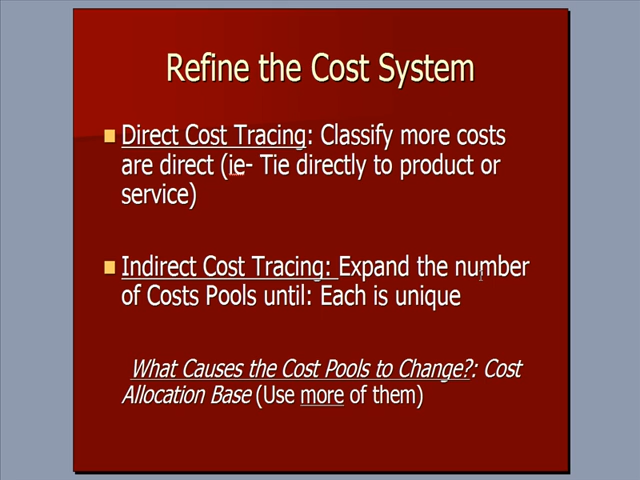 Refine the Cost System
Direct Cost Tracing: Classify more costs
are direct (ie- Tie directly to product or
service)
Indirect Cost Tracing: Expand the number
of Costs Pools until: Each is unique
What Causes the Cost Pools to Change?: Cost
Allocation Base (Use more of them)